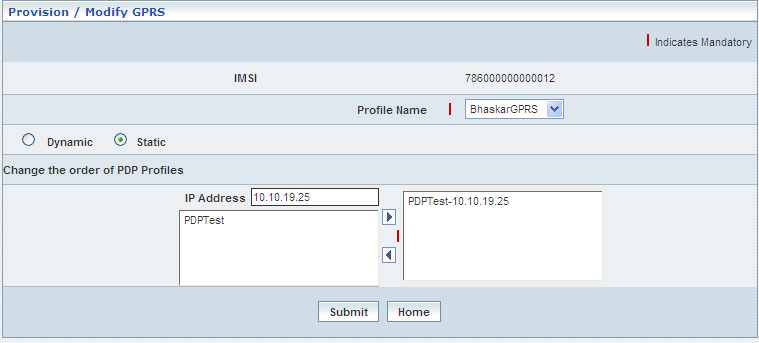 Provision / Modify GPRS
Indicates Mandatory
IMSI 786000000000012
Profile Name BhaskarGPRS
Dynamic Static
Change the order of PDP Profiles
IP Address 10.10.19.25
PDPTest-10.10.19.25
PDPTest
Submit Home